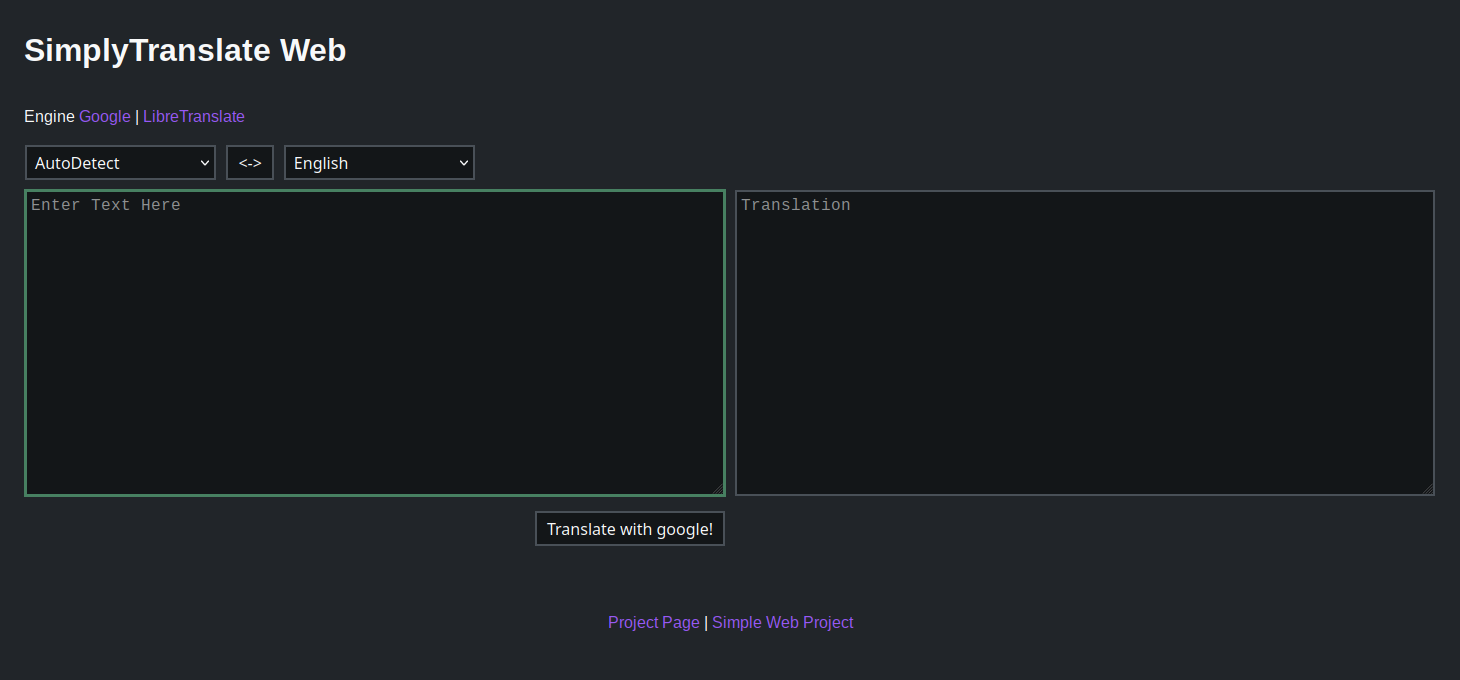 SimplyTranslate Web
Engine Google | LibreTranslate
AutoDetect <-> English
Enter Text Here
Translation
Translate with google!
Project Page | Simple Web Project